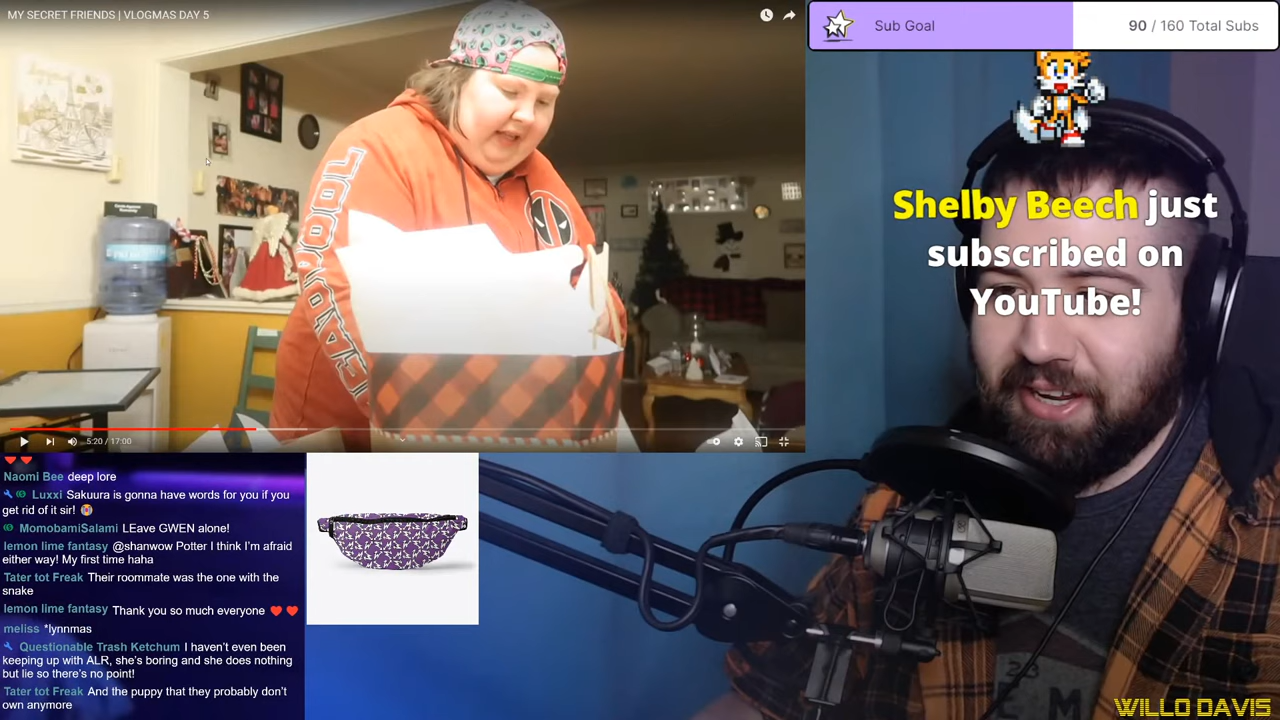 MY SECRET FRIENDS | VLOGMAS DAY 5
Sub Goal
90 / 160 Total Subs
Shelby Beech just
subscribed on
YouTube!
5:20 / 17:00
Naomi Bee deep lore
Luxxi Sakuura is gonna have words for you if you
get rid of it sir!
MomobamiSalami LEave GWEN alone!
lemon lime fantasy @shanwow Potter I think I'm afraid
either way! My first time haha
Tater tot Freak Their roommate was the one with the
snake
lemon lime fantasy Thank you so much everyone ❤️ ❤️
meliss *lynnmas
Questionable Trash Ketchum I haven't even been
keeping up with ALR, she's boring and she does nothing
but lie so there's no point!
Tater tot Freak And the puppy that they probably don't
own anymore
WILLO DAVIS